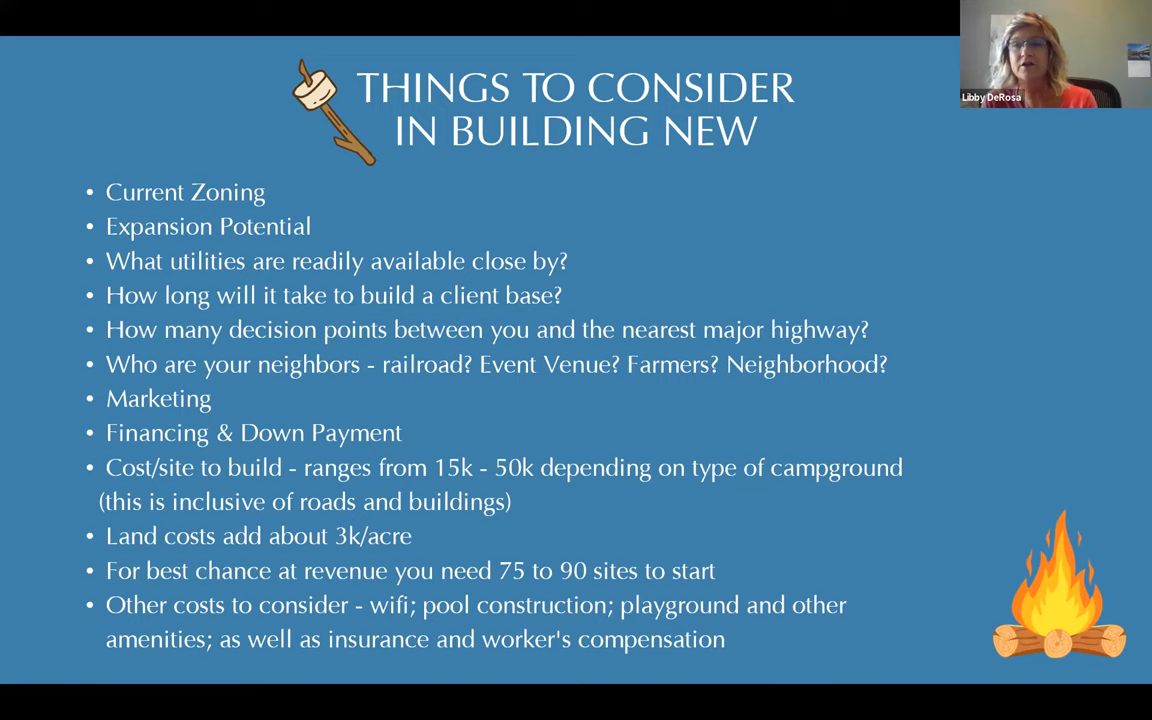 Libby DeRosa
THINGS TO CONSIDER
IN BUILDING NEW
• Current Zoning
• Expansion Potential
• What utilities are readily available close by?
• How long will it take to build a client base?
• How many decision points between you and the nearest major highway?
• Who are your neighbors - railroad? Event Venue? Farmers? Neighborhood?
• Marketing
• Financing & Down Payment
• Cost/site to build - ranges from 15k - 50k depending on type of campground
(this is inclusive of roads and buildings)
• Land costs add about 3k/acre
• For best chance at revenue you need 75 to 90 sites to start
• Other costs to consider - wifi; pool construction; playground and other
amenities; as well as insurance and worker's compensation